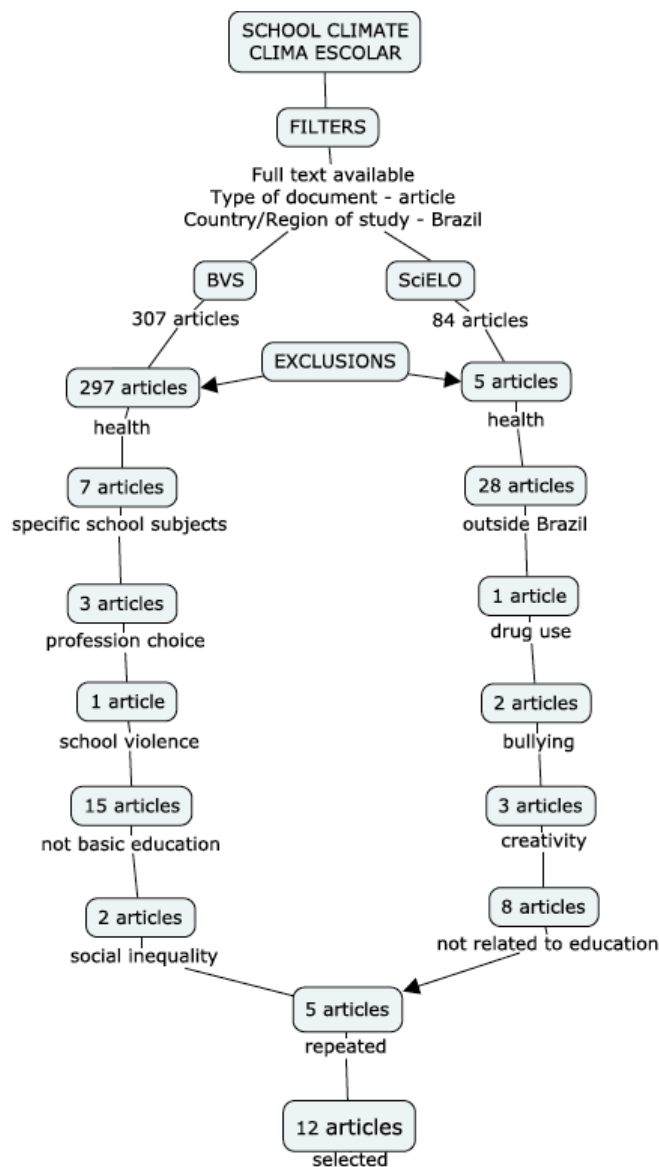 SCHOOL CLIMATE
CLIMA ESCOLAR
FILTERS
Full text available
Type of document - article
Country/Region of study - Brazil
BVS
SciELO
307 articles
84 articles
EXCLUSIONS
297 articles
5 articles
health
health
7 articles
28 articles
specific school subjects
outside Brazil
3 articles
1 article
profession choice
drug use
1 article
2 articles
school violence
bullying
15 articles
3 articles
not basic education
creativity
2 articles
8 articles
social inequality
not related to education
5 articles
repeated
12 articles
selected